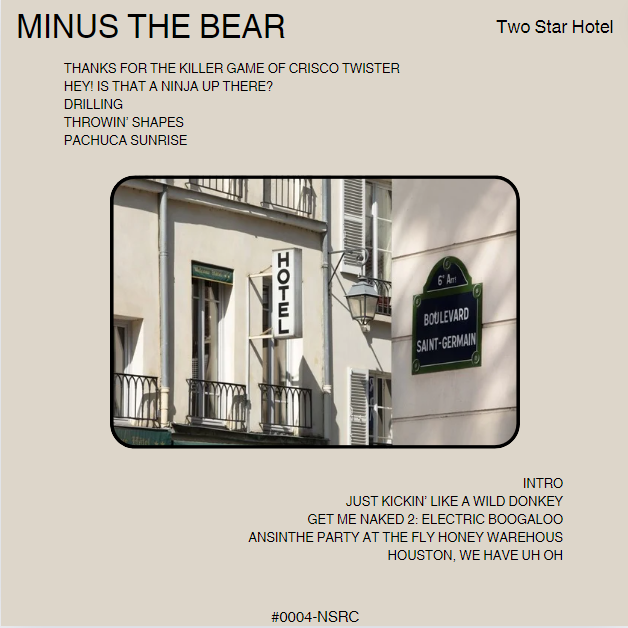 MINUS THE BEAR
Two Star Hotel
THANKS FOR THE KILLER GAME OF CRISCO TWISTER
HEY! IS THAT A NINJA UP THERE?
DRILLING
THROWIN' SHAPES
PACHUCA SUNRISE
HOTEL
6e Arrt
BOULEVARD
SAINT-GERMAIN
Hôtel
INTRO
JUST KICKIN' LIKE A WILD DONKEY
GET ME NAKED 2: ELECTRIC BOOGALOO
ANSINTHE PARTY AT THE FLY HONEY WAREHOUS
HOUSTON, WE HAVE UH OH
#0004-NSRC